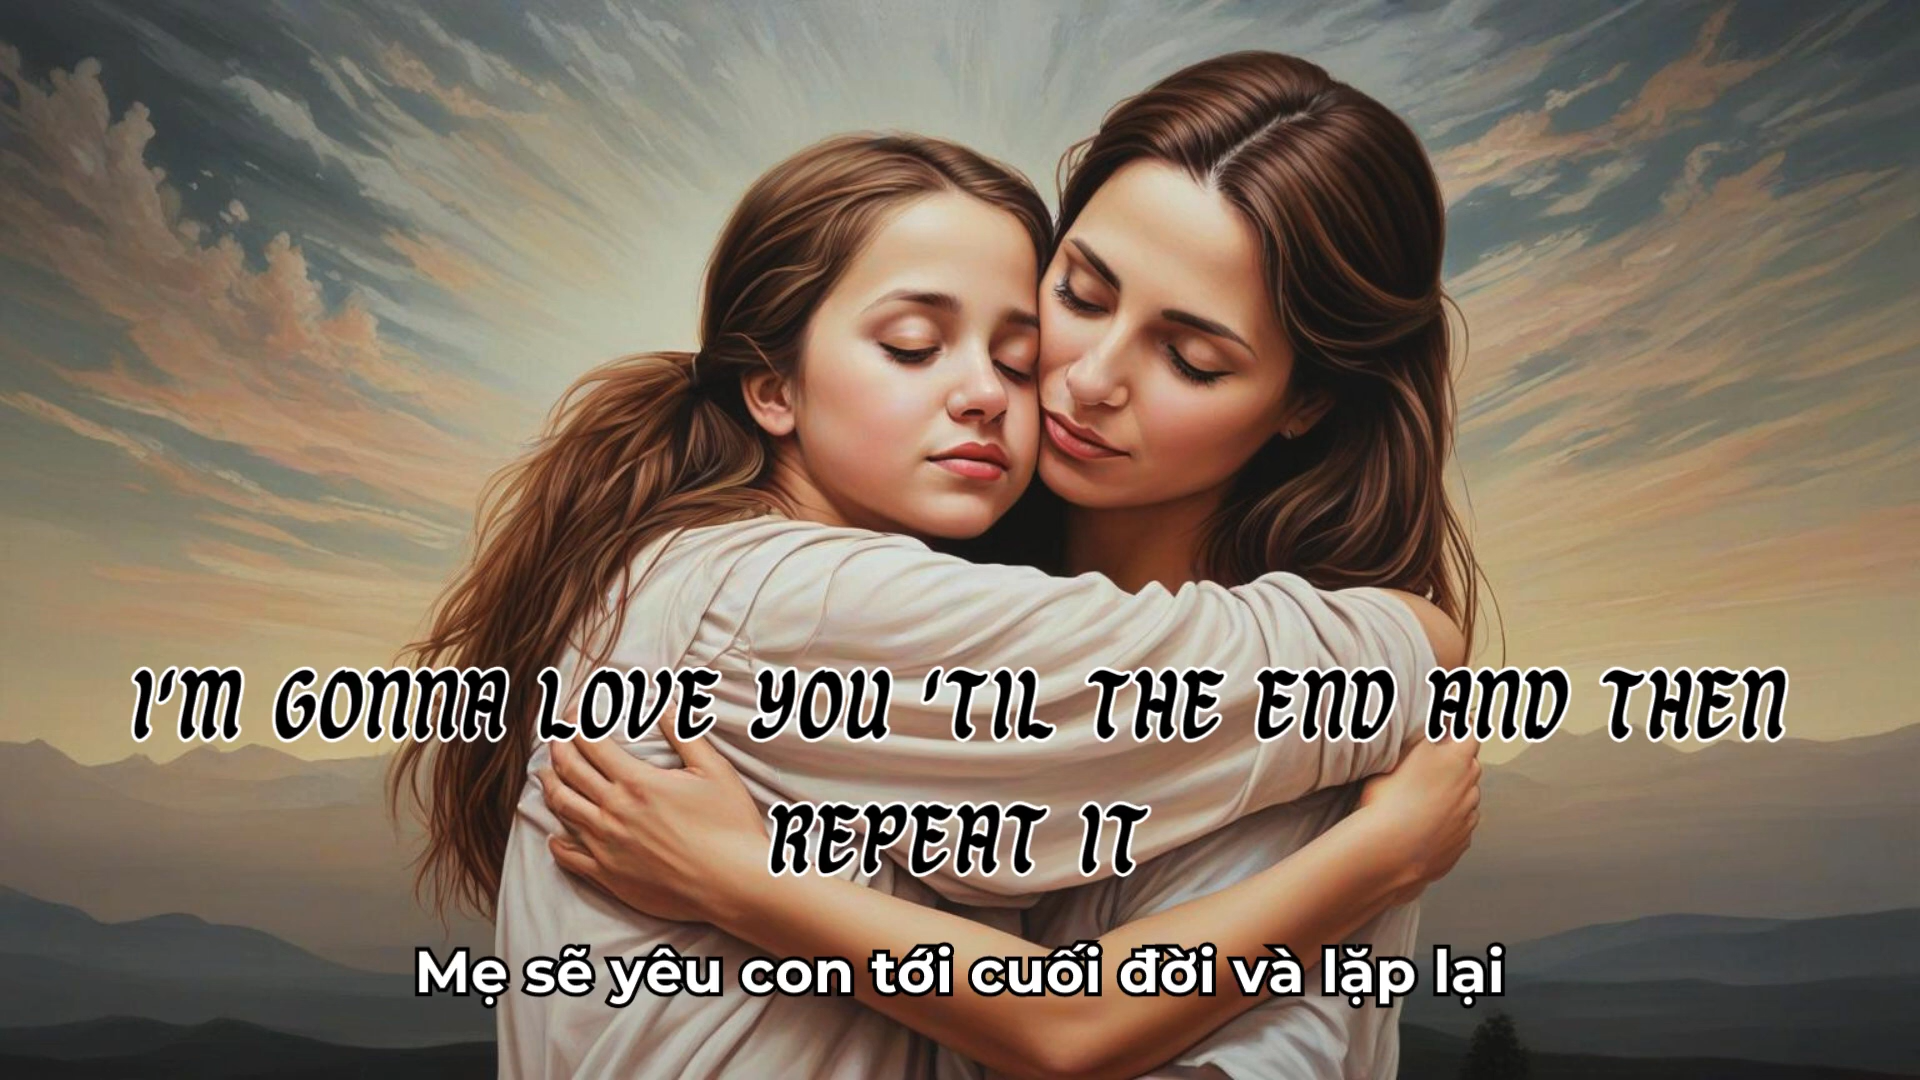 I'M GONNA LOVE YOU 'TIL THE END AND THEN
REPEAT IT
Mẹ sẽ yêu con tới cuối đời và lặp lại